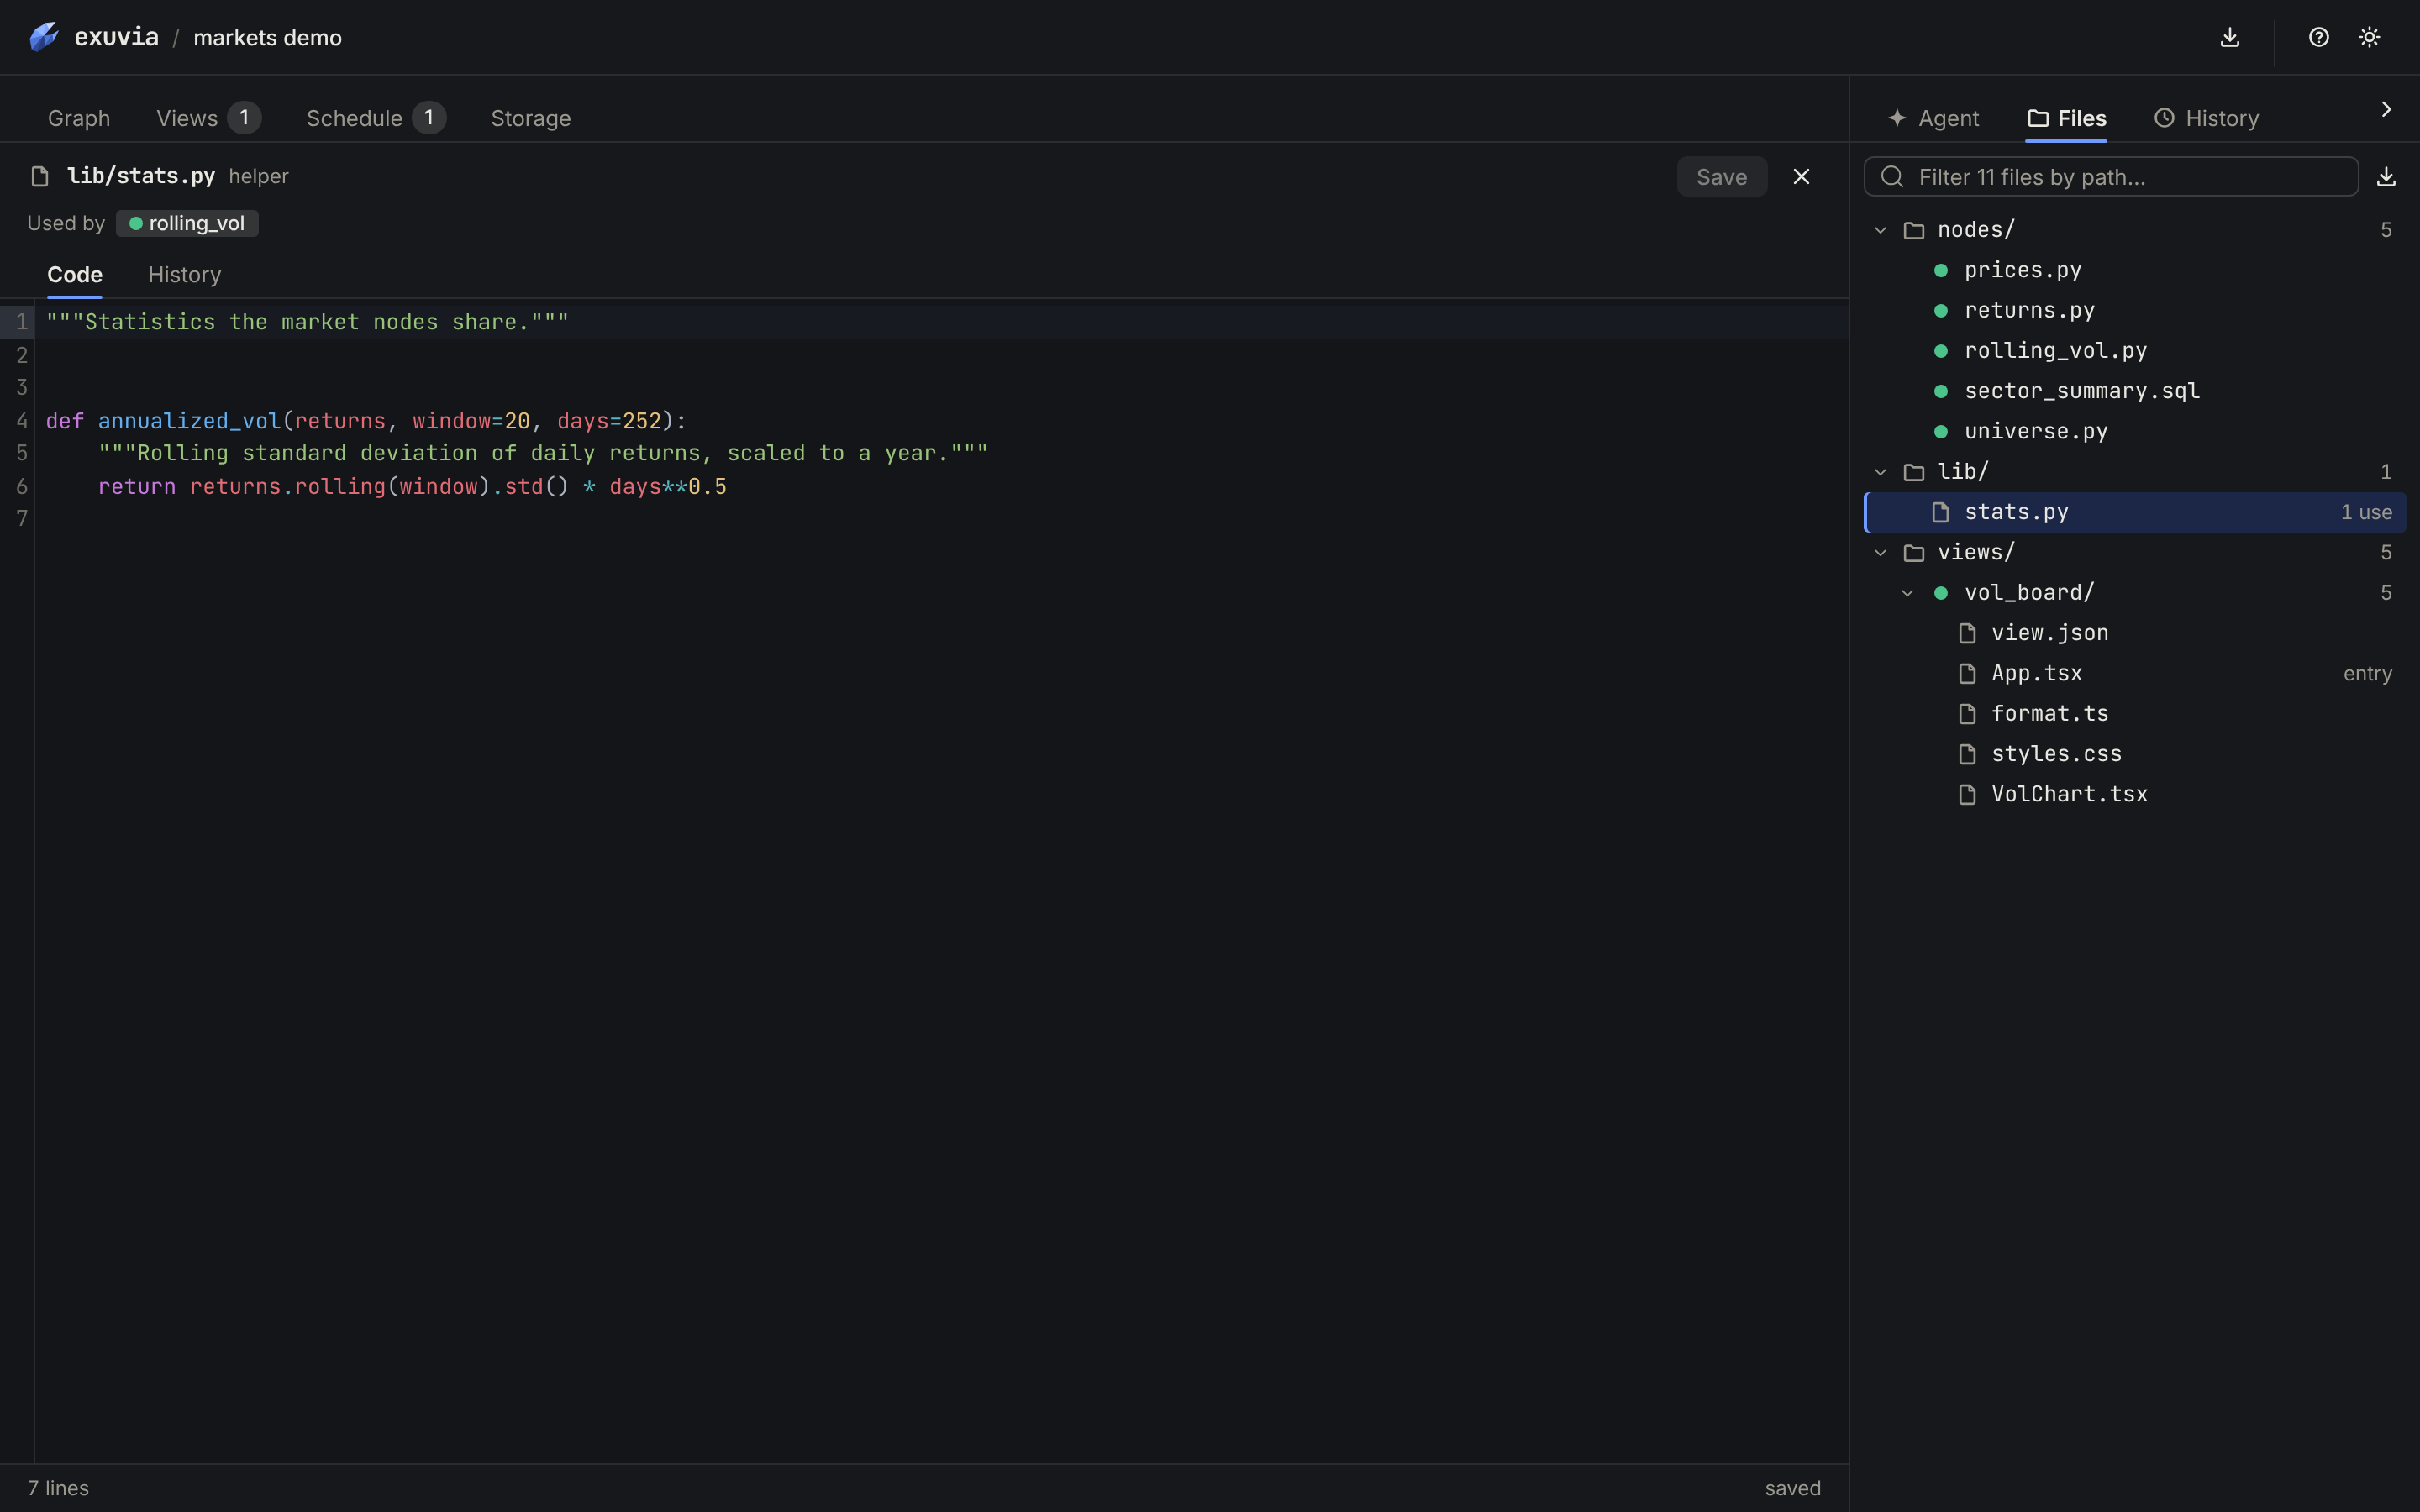 exuvia / markets demo
Graph Views 1 Schedule 1 Storage
lib/stats.py helper Save
Used by rolling_vol
Code History
1 """Statistics the market nodes share."""
2
3
4 def annualized_vol(returns, window=20, days=252):
5     """Rolling standard deviation of daily returns, scaled to a year."""
6     return returns.rolling(window).std() * days**0.5
7
7 lines saved
Agent Files History
Filter 11 files by path...
nodes/ 5
prices.py
returns.py
rolling_vol.py
sector_summary.sql
universe.py
lib/ 1
stats.py 1 use
views/ 5
vol_board/ 5
view.json
App.tsx entry
format.ts
styles.css
VolChart.tsx